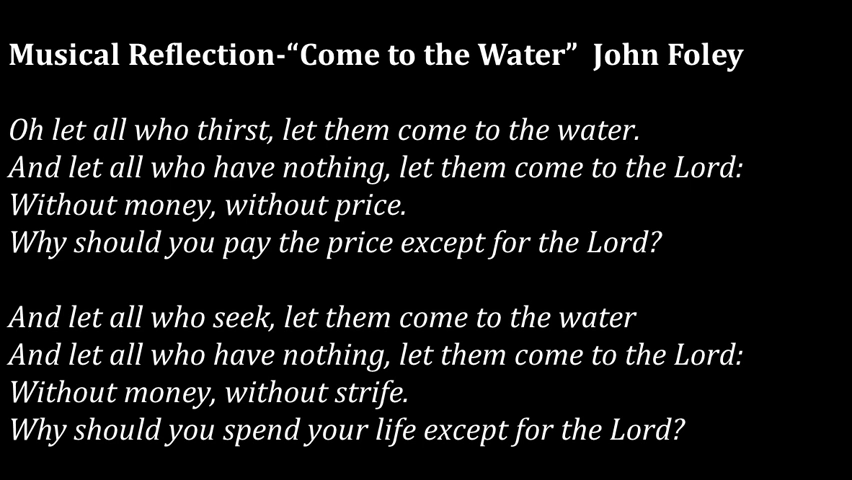 Musical Reflection-“Come to the Water”  John Foley
Oh let all who thirst, let them come to the water.
And let all who have nothing, let them come to the Lord:
Without money, without price.
Why should you pay the price except for the Lord?
And let all who seek, let them come to the water
And let all who have nothing, let them come to the Lord:
Without money, without strife.
Why should you spend your life except for the Lord?